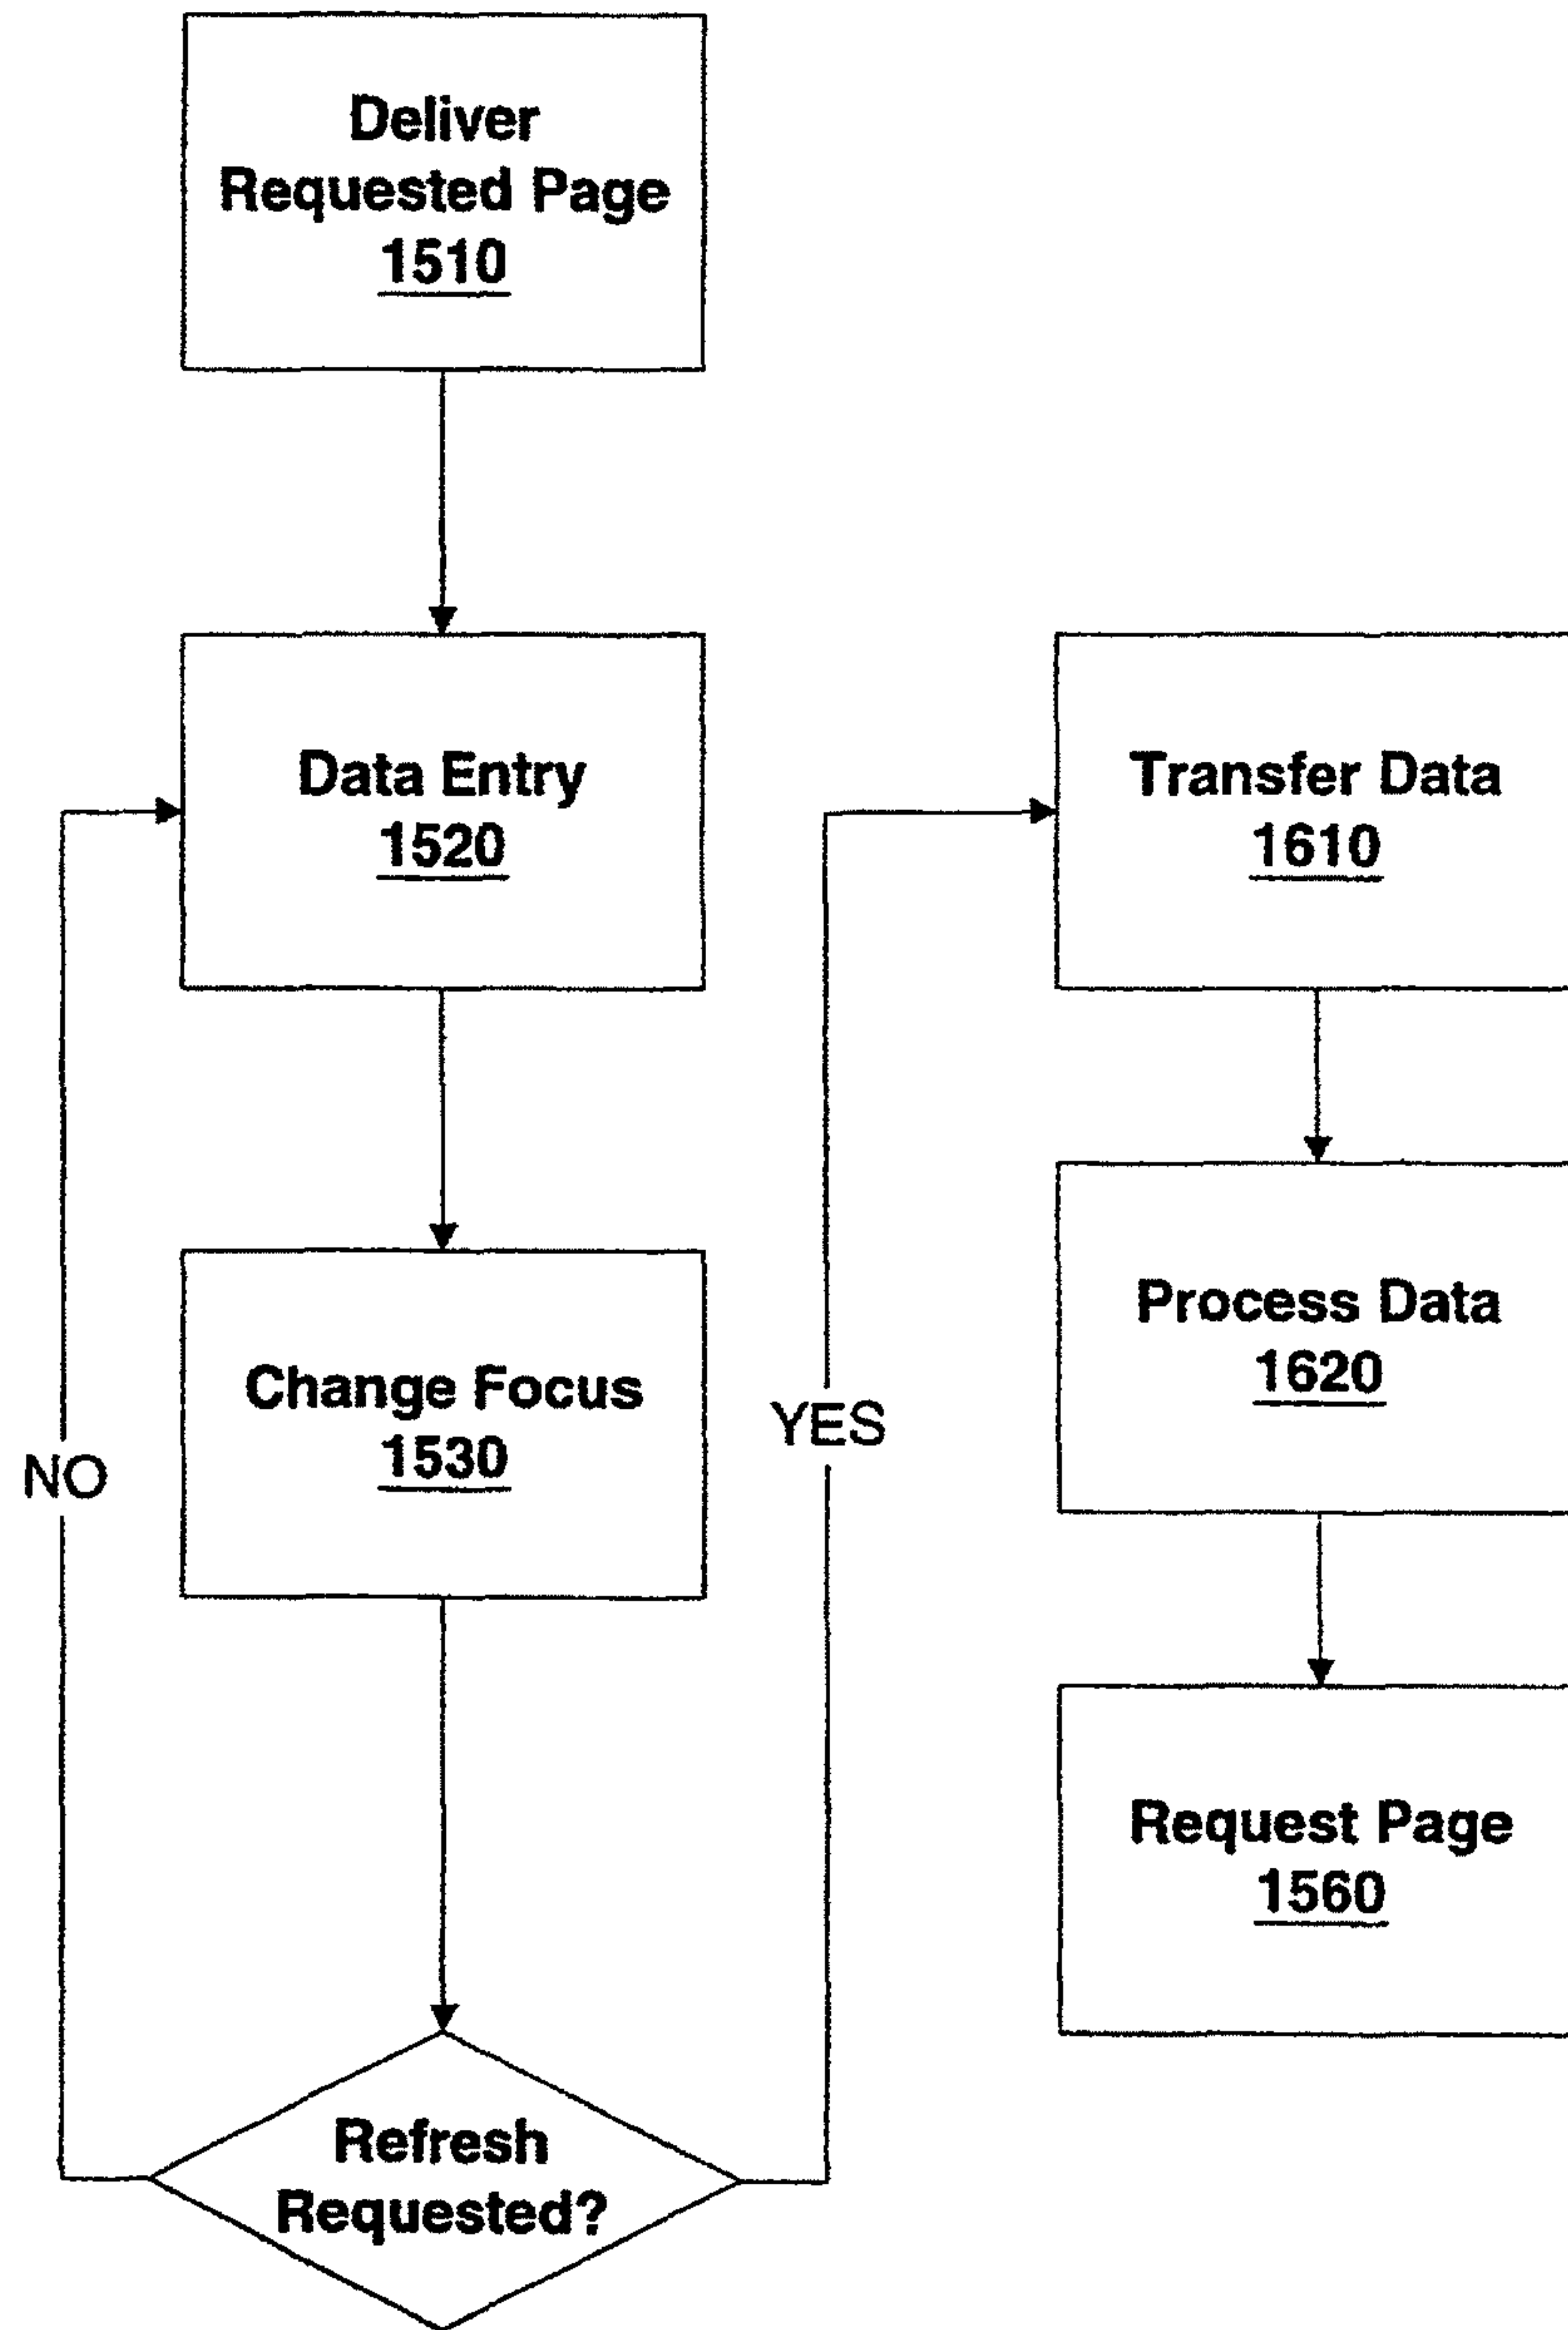 Deliver
Requested Page
1510
Data Entry
1520
Change Focus
1530
NO
Refresh
Requested?
YES
Transfer Data
1610
Process Data
1620
Request Page
1560